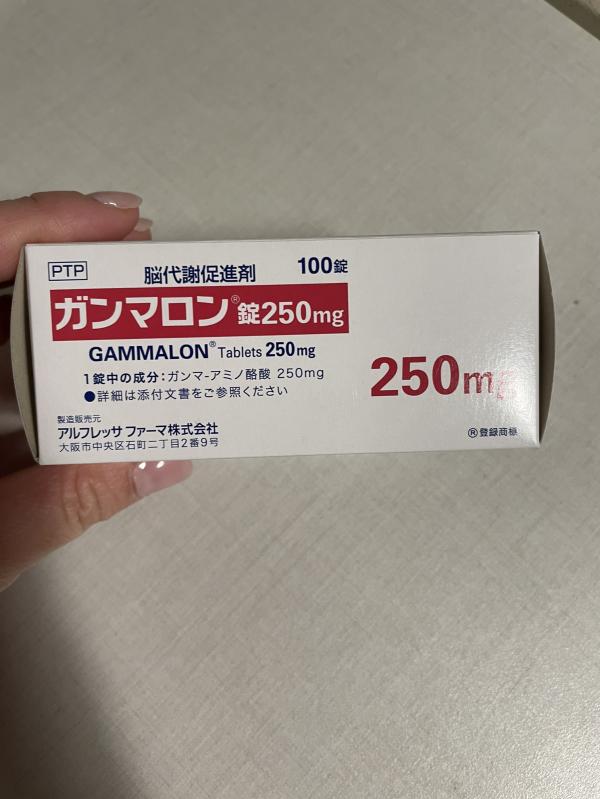 PTP 脳代謝促進剤 100錠
ガンマロン®錠250mg
GAMMALON® Tablets 250mg
1錠中の成分:ガンマ-アミノ酪酸 250mg
●詳細は添付文書をご参照ください
250mg
製造販売元
アルフレッサ ファーマ株式会社
大阪市中央区石町二丁目2番9号
®登録商標